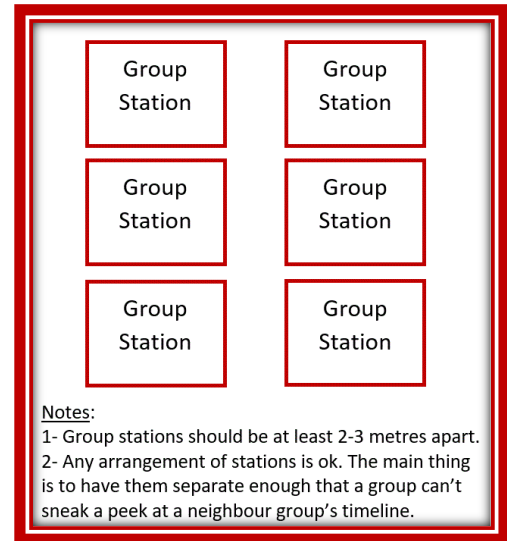 Group
Station
Group
Station
Group
Station
Group
Station
Group
Station
Group
Station
Notes:
1- Group stations should be at least 2-3 metres apart.
2- Any arrangement of stations is ok. The main thing
is to have them separate enough that a group can’t
sneak a peek at a neighbour group’s timeline.